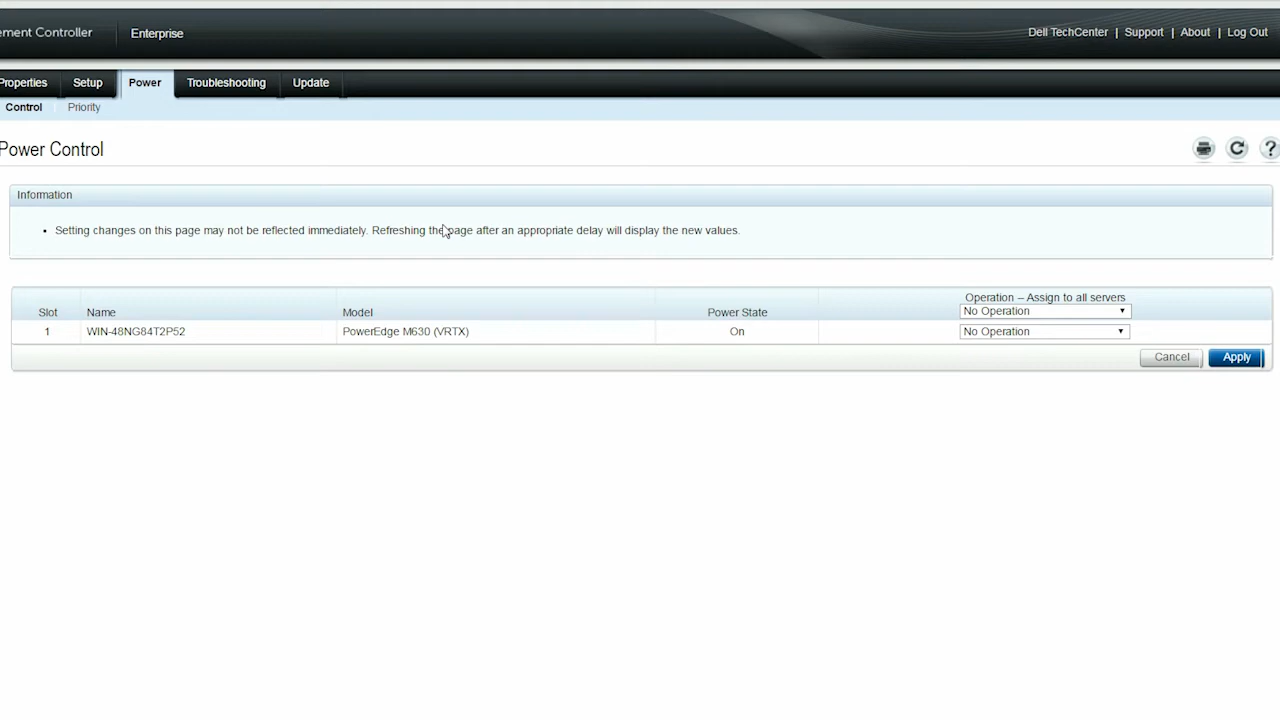 ement Controller Enterprise Dell TechCenter | Support | About | Log Out
Properties Setup Power Troubleshooting Update
Control Priority
Power Control
?
Information
• Setting changes on this page may not be reflected immediately. Refreshing the page after an appropriate delay will display the new values.
Operation – Assign to all servers
Slot Name Model Power State No Operation
1 WIN-48NG84T2P52 PowerEdge M630 (VRTX) On No Operation
Cancel Apply